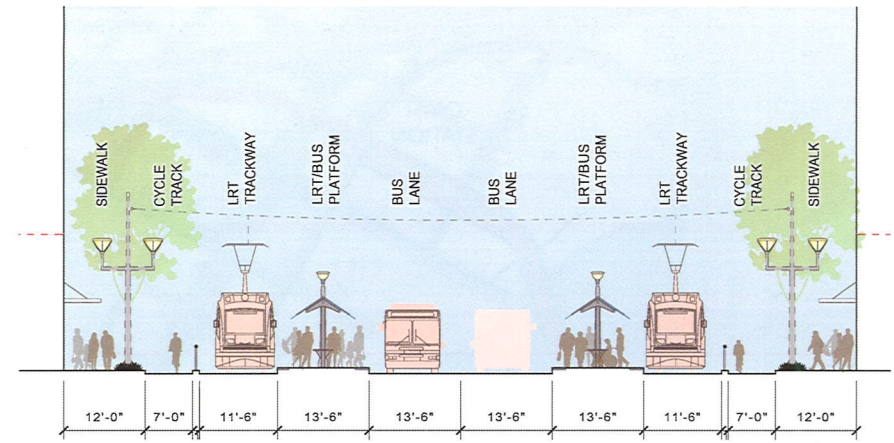 SIDEWALK
CYCLE
TRACK
LRT
TRACKWAY
LRT/BUS
PLATFORM
BUS
LANE
BUS
LANE
LRT/BUS
PLATFORM
LRT
TRACKWAY
CYCLE
TRACK
SIDEWALK
12'-0" 7'-0" 11'-6" 13'-6" 13'-6" 13'-6" 13'-6" 11'-6" 7'-0" 12'-0"